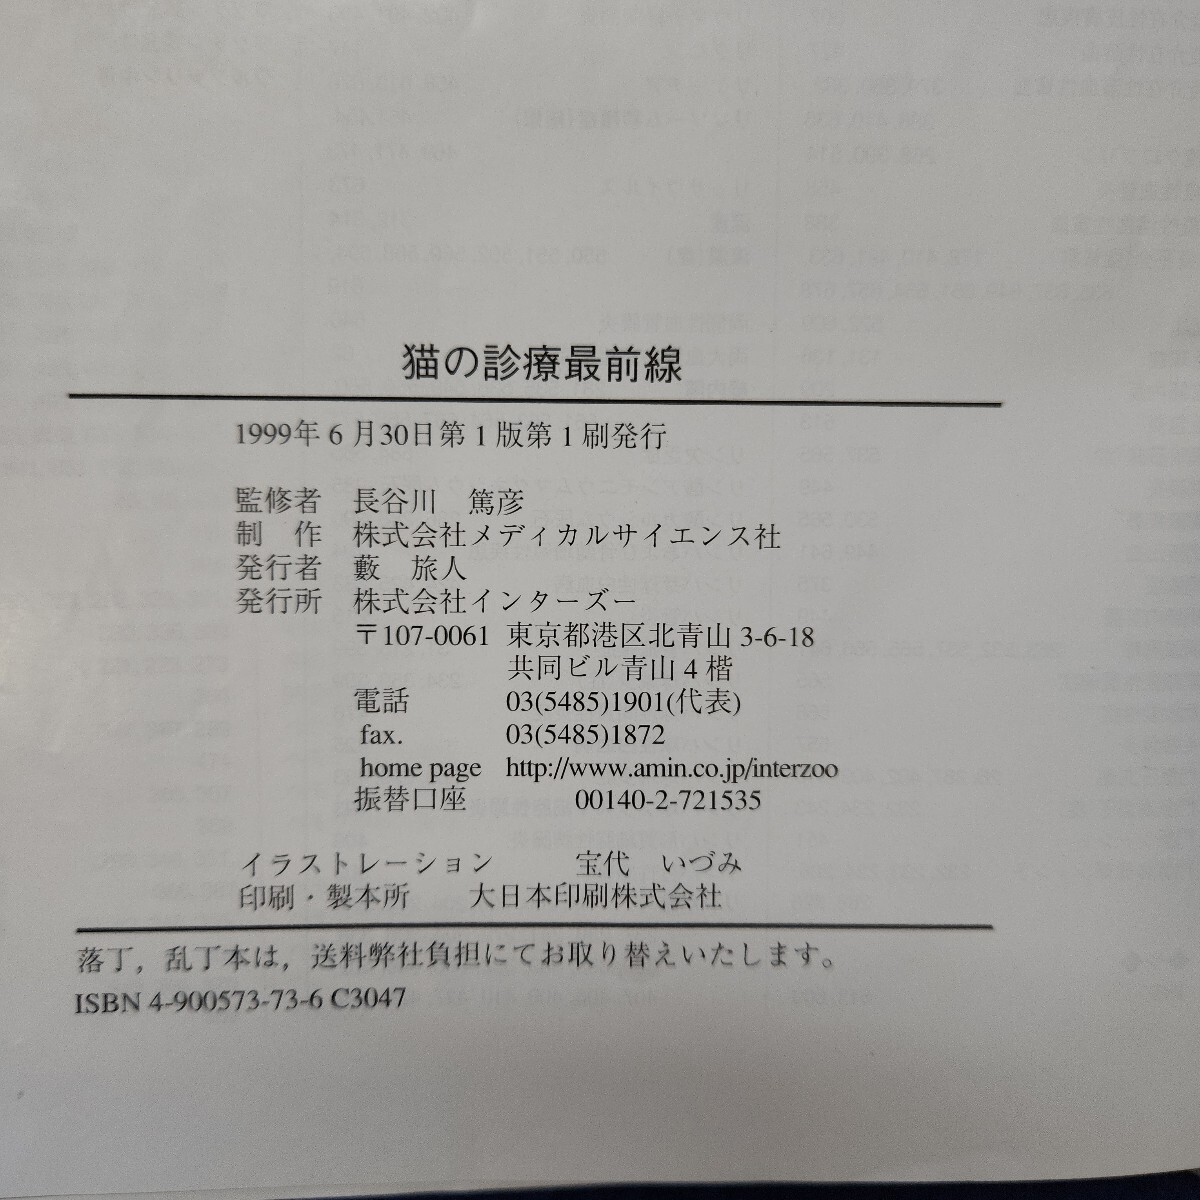 猫の診療最前線
1999年6月30日第1版第1刷発行
監修者 長谷川 篤彦
制 作 株式会社メディカルサイエンス社
発行者 藪 旅人
発行所 株式会社インターズー
〒107-0061 東京都港区北青山 3-6-18
共同ビル青山 4 楷
電話 03(5485)1901(代表)
fax. 03(5485)1872
home page http://www.amin.co.jp/interzoo
振替口座 00140-2-721535
イラストレーション 宝代 いづみ
印刷・製本所 大日本印刷株式会社
落丁，乱丁本は，送料弊社負担にてお取り替えいたします。
ISBN 4-900573-73-6 C3047